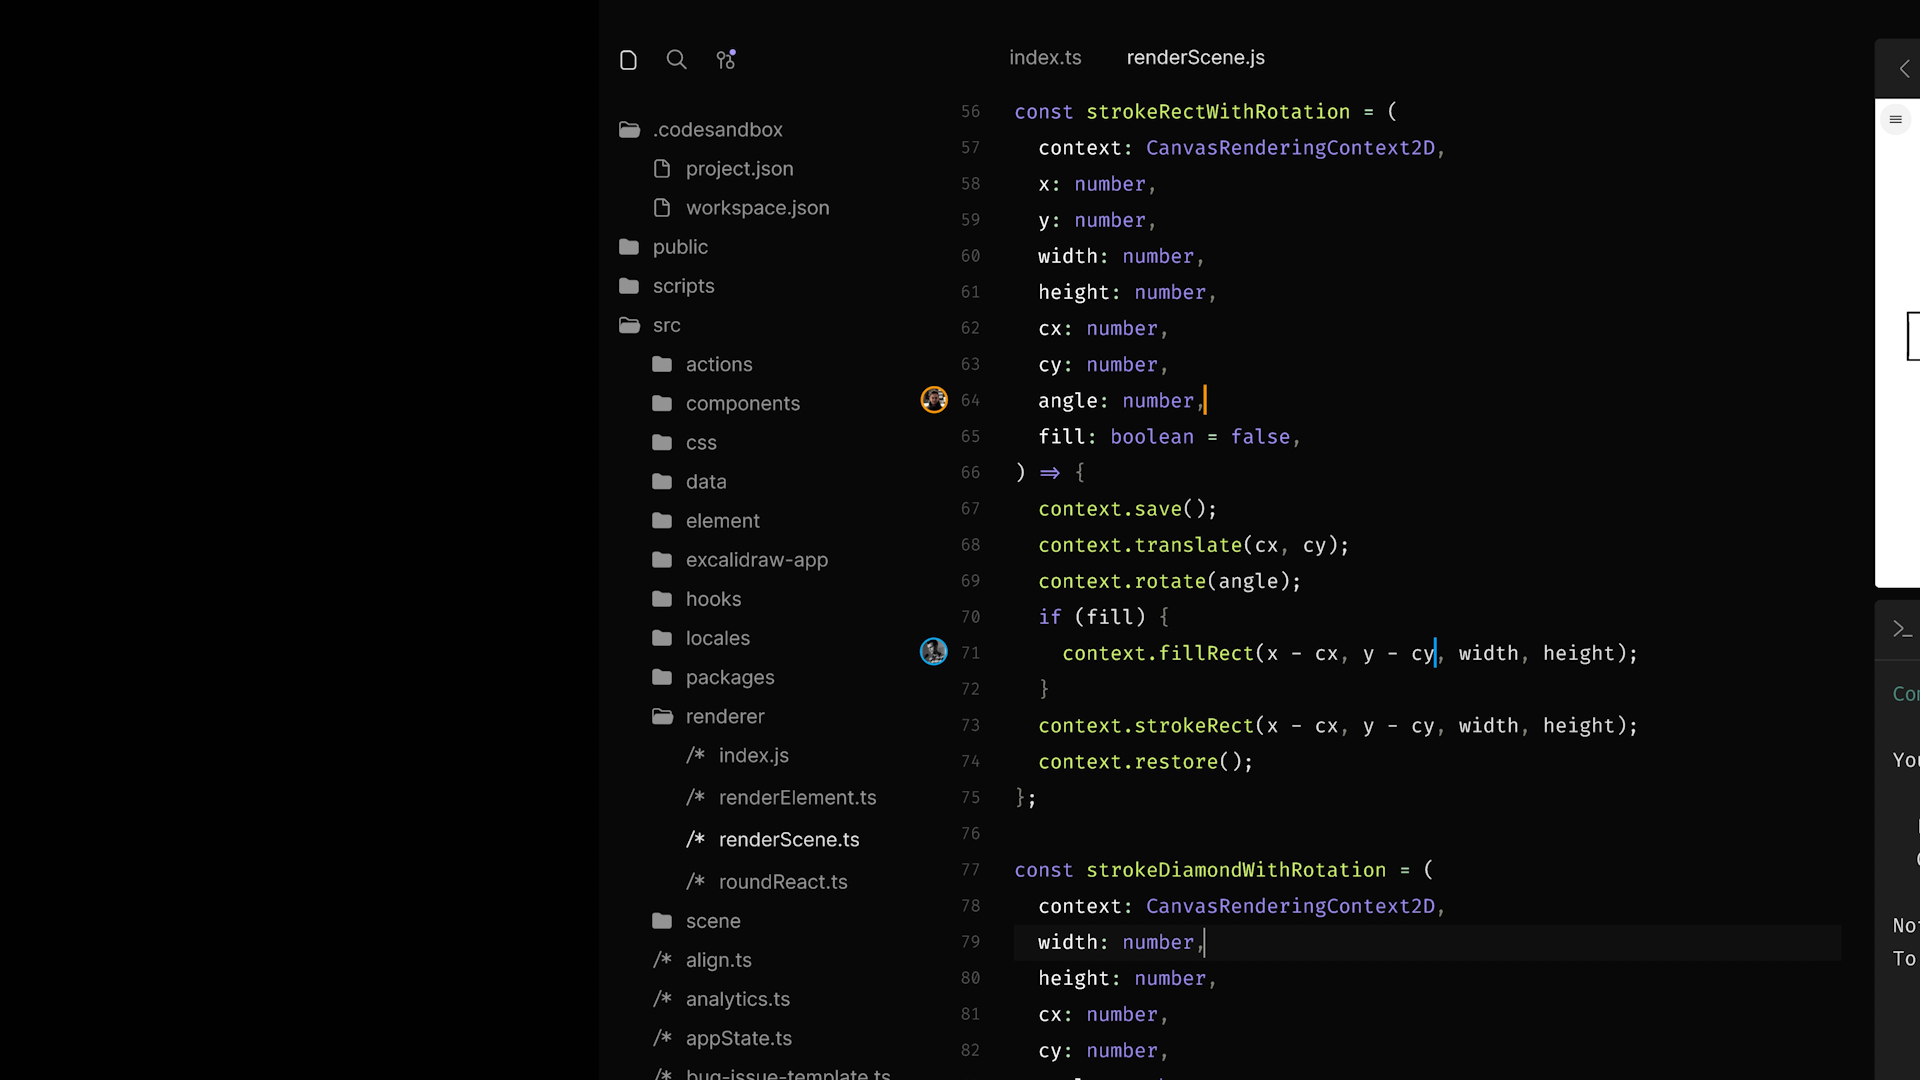 index.ts renderScene.js
.codesandbox
project.json
workspace.json
public
scripts
src
actions
components
css
data
element
excalidraw-app
hooks
locales
packages
renderer
/* index.js
/* renderElement.ts
/* renderScene.ts
/* roundReact.ts
scene
/* align.ts
/* analytics.ts
/* appState.ts
/* bug-issue-template.ts
56 const strokeRectWithRotation = (
57 context: CanvasRenderingContext2D,
58 x: number,
59 y: number,
60 width: number,
61 height: number,
62 cx: number,
63 cy: number,
64 angle: number,
65 fill: boolean = false,
66 ) => {
67 context.save();
68 context.translate(cx, cy);
69 context.rotate(angle);
70 if (fill) {
71 context.fillRect(x - cx, y - cy, width, height);
72 }
73 context.strokeRect(x - cx, y - cy, width, height);
74 context.restore();
75 };
76
77 const strokeDiamondWithRotation = (
78 context: CanvasRenderingContext2D,
79 width: number,
80 height: number,
81 cx: number,
82 cy: number,
>_
To